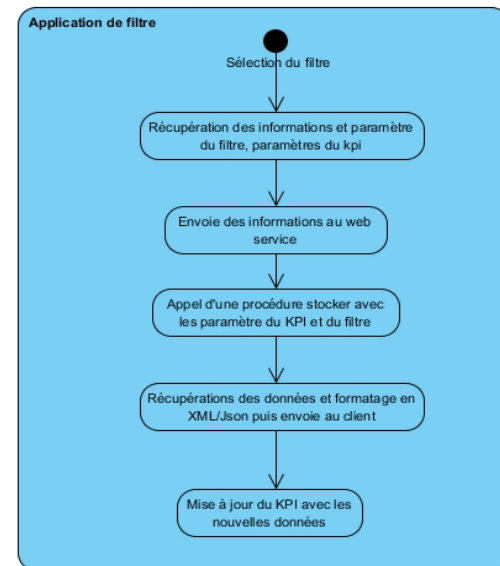 Application de filtre
Sélection du filtre
Récupération des informations et paramètre
du filtre, paramètres du kpi
Envoie des informations au web
service
Appel d'une procédure stocker avec
les paramètre du KPI et du filtre
Récupérations des données et formatage en
XML/Json puis envoie au client
Mise à jour du KPI avec les
nouvelles données